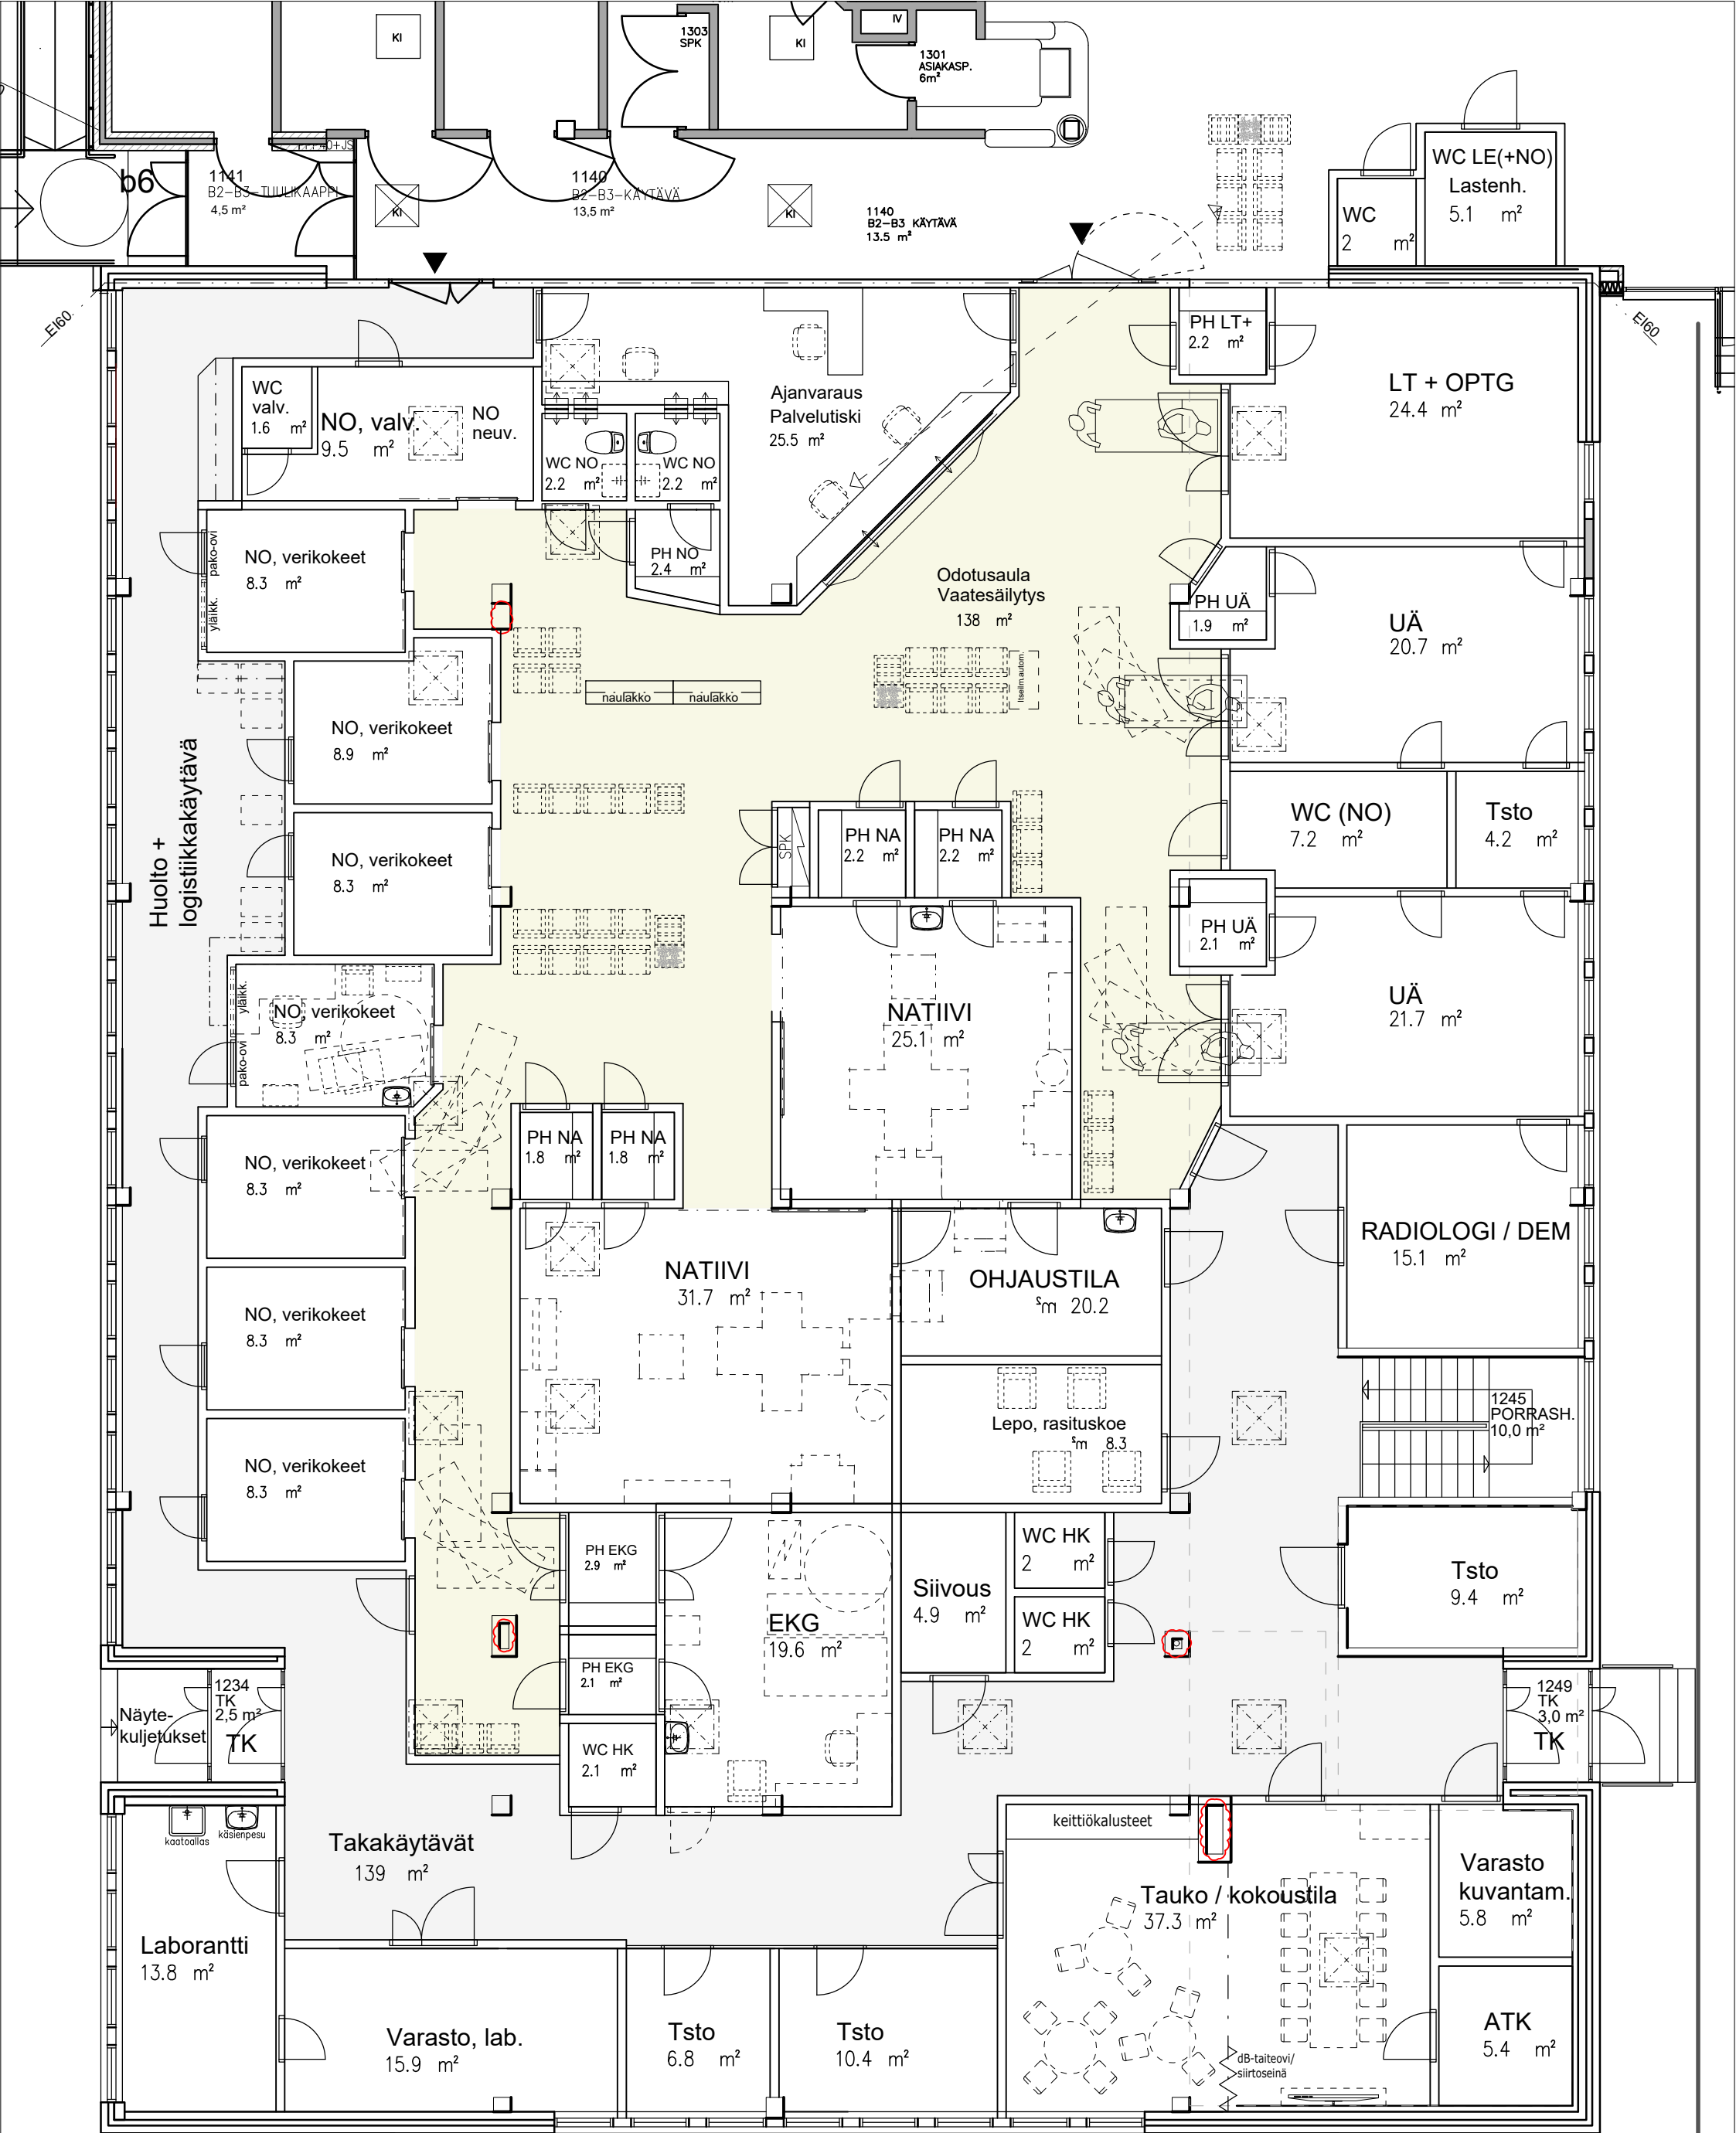 KI
1303
SPK
KI
IV
1301
ASIAKASP.
6m²
b6
1141
B2-B3-TUULIKAAPPI
4,5 m²
KI
1140
B2-B3-KÄYTÄVÄ
13,5 m²
KI
1140
B2-B3 KÄYTÄVÄ
13.5 m²
WC LE(+NO)
Lastenh.
5.1 m²
WC
2 m²
EI60
EI60
PH LT+
2.2 m²
LT + OPTG
24.4 m²
WC
valv.
1.6 m²
NO, valv.
9.5 m²
NO
neuv.
Ajanvaraus
Palvelutiski
25.5 m²
WC NO
2.2 m²
WC NO
2.2 m²
PH NO
2.4 m²
pako-ovi
yläikk.
NO, verikokeet
8.3 m²
Odotusaula
Vaatesäilytys
138 m²
PH UÄ
1.9 m²
UÄ
20.7 m²
Itseilm.autom.
naulakko
naulakko
NO, verikokeet
8.9 m²
Huolto +
logistiikkakäytävä
NO, verikokeet
8.3 m²
SPK
PH NA
2.2 m²
PH NA
2.2 m²
WC (NO)
7.2 m²
Tsto
4.2 m²
PH UÄ
2.1 m²
UÄ
21.7 m²
yläikk.
pako-ovi
NO, verikokeet
8.3 m²
NATIIVI
25.1 m²
PH NA
1.8 m²
PH NA
1.8 m²
NO, verikokeet
8.3 m²
NATIIVI
31.7 m²
OHJAUSTILA
m² 20.2
RADIOLOGI / DEM
15.1 m²
NO, verikokeet
8.3 m²
Lepo, rasituskoe
m² 8.3
1245
PORRASH.
10,0 m²
NO, verikokeet
8.3 m²
PH EKG
2.9 m²
EKG
19.6 m²
Siivous
4.9 m²
WC HK
2 m²
WC HK
2 m²
Tsto
9.4 m²
PH EKG
2.1 m²
Näyte-
kuljetukset
1234
TK
2,5 m²
TK
1249
TK
3,0 m²
TK
WC HK
2.1 m²
kaatoallas
käsienpesu
Takakäytävät
139 m²
keittiökalusteet
Tauko / kokoustila
37.3 m²
Varasto
kuvantam.
5.8 m²
Laborantti
13.8 m²
Varasto, lab.
15.9 m²
Tsto
6.8 m²
Tsto
10.4 m²
dB-taiteovi/
siirtoseinä
ATK
5.4 m²